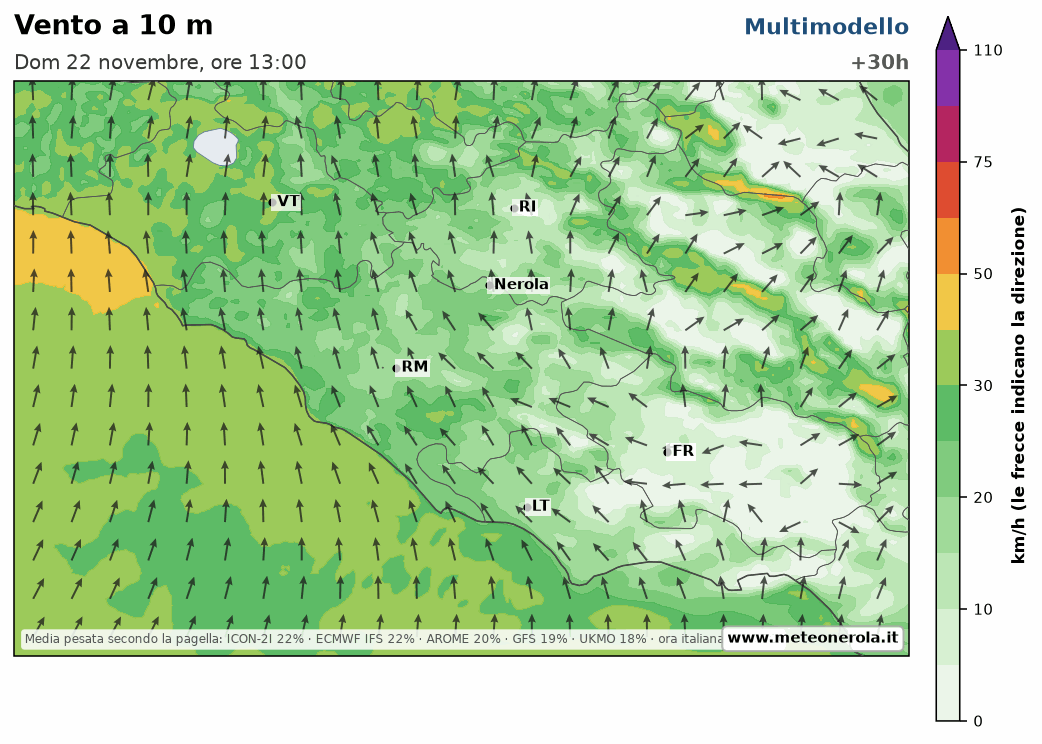 Vento a 10 m
Multimodello
Dom 22 novembre, ore 13:00
+30h
110
75
50
30
20
10
0
km/h (le frecce indicano la direzione)
VT
RI
Nerola
RM
FR
LT
Media pesata secondo la pagella: ICON-2I 22% · ECMWF IFS 22% · AROME 20% · GFS 19% · UKMO 18% · ora italiana
www.meteonerola.it